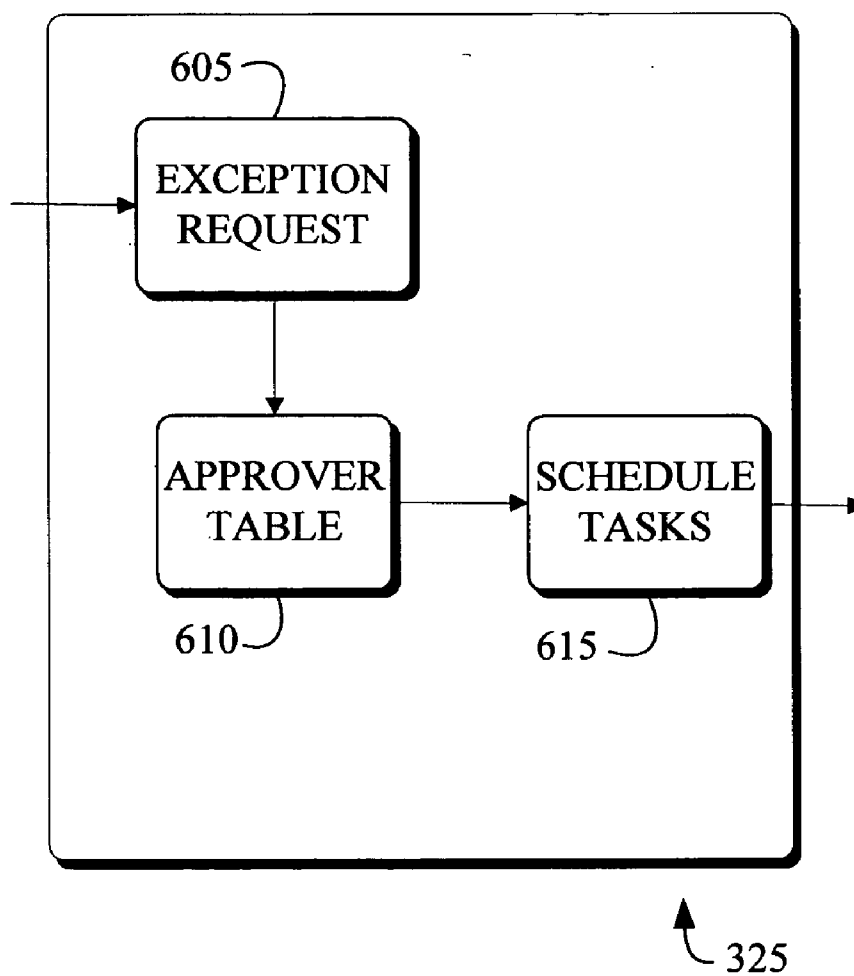 605
EXCEPTION
REQUEST
APPROVER
TABLE
SCHEDULE
TASKS
610
615
325